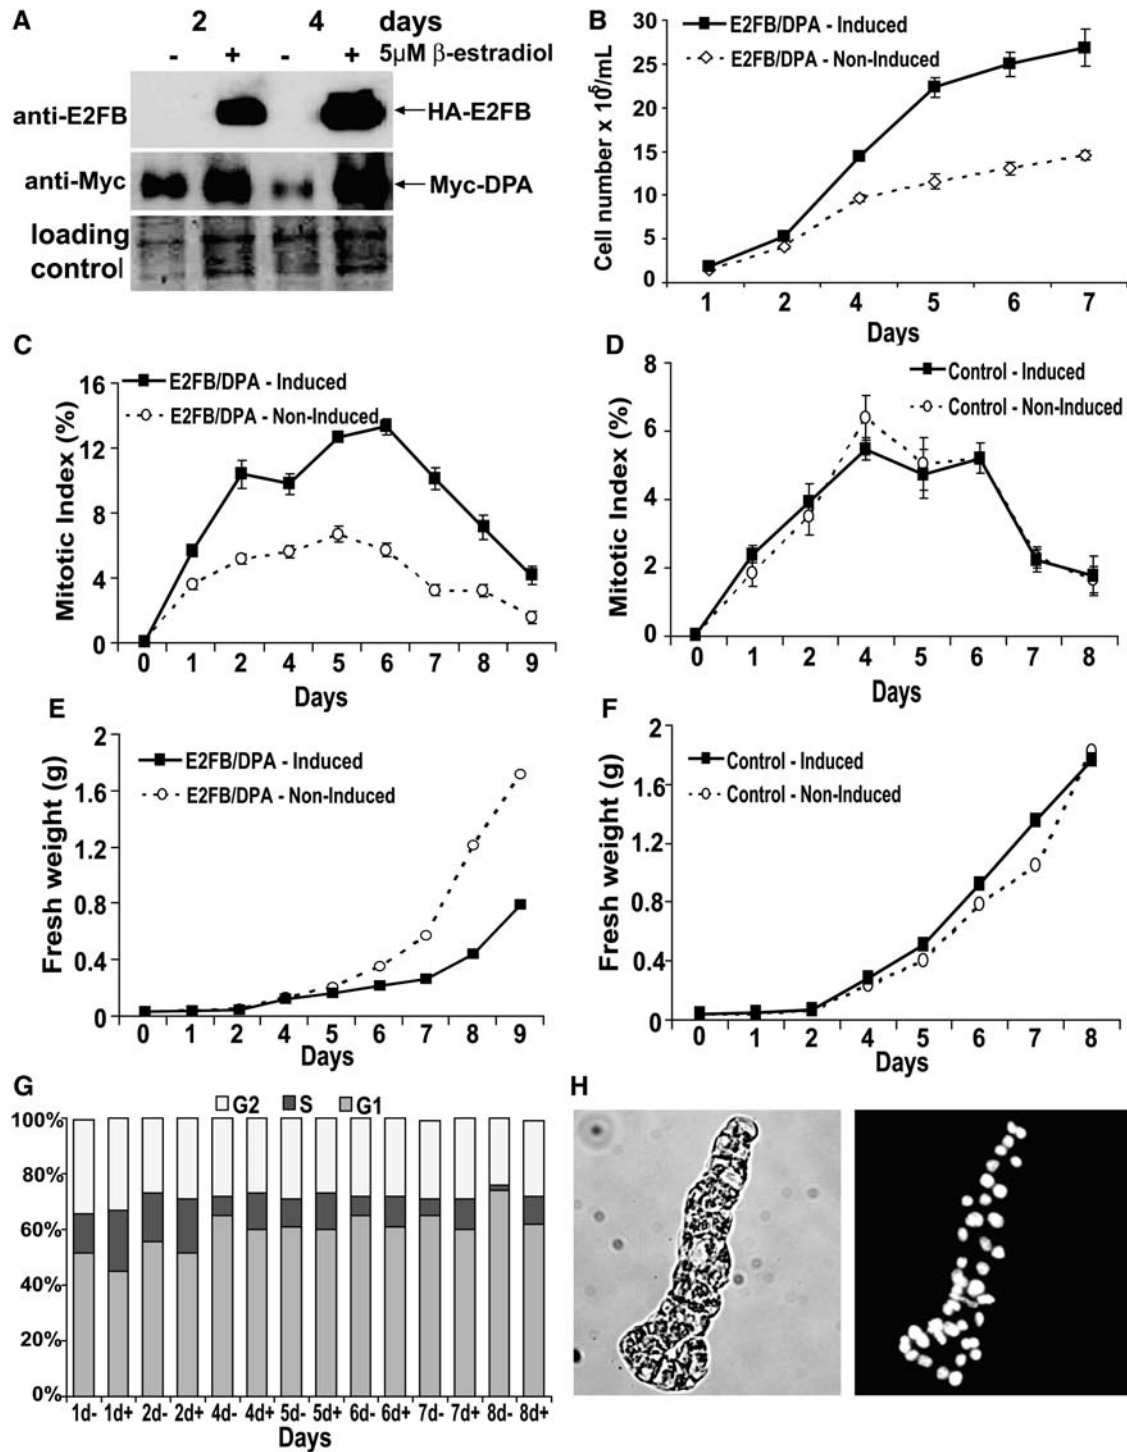 A
2 4 days
- + - + 5μM β-estradiol
anti-E2FB
HA-E2FB
anti-Myc
Myc-DPA
loading
control
B
E2FB/DPA - Induced
E2FB/DPA - Non-Induced
Cell number x 10⁵/mL
30
25
20
15
10
5
0
1 2 4 5 6 7
Days
C
E2FB/DPA - Induced
E2FB/DPA - Non-Induced
Mitotic Index (%)
16
12
8
4
0
0 1 2 4 5 6 7 8 9
Days
D
Control - Induced
Control - Non-Induced
Mitotic Index (%)
8
6
4
2
0
0 1 2 4 5 6 7 8
Days
E
E2FB/DPA - Induced
E2FB/DPA - Non-Induced
Fresh weight (g)
2
1.6
1.2
0.8
0.4
0
0 1 2 4 5 6 7 8 9
Days
F
Control - Induced
Control - Non-Induced
Fresh weight (g)
2
1.6
1.2
0.8
0.4
0
0 1 2 4 5 6 7 8
Days
G
G2 S G1
100%
80%
60%
40%
20%
0%
1d- 1d+ 2d- 2d+ 4d- 4d+ 5d- 5d+ 6d- 6d+ 7d- 7d+ 8d- 8d+
Days
H